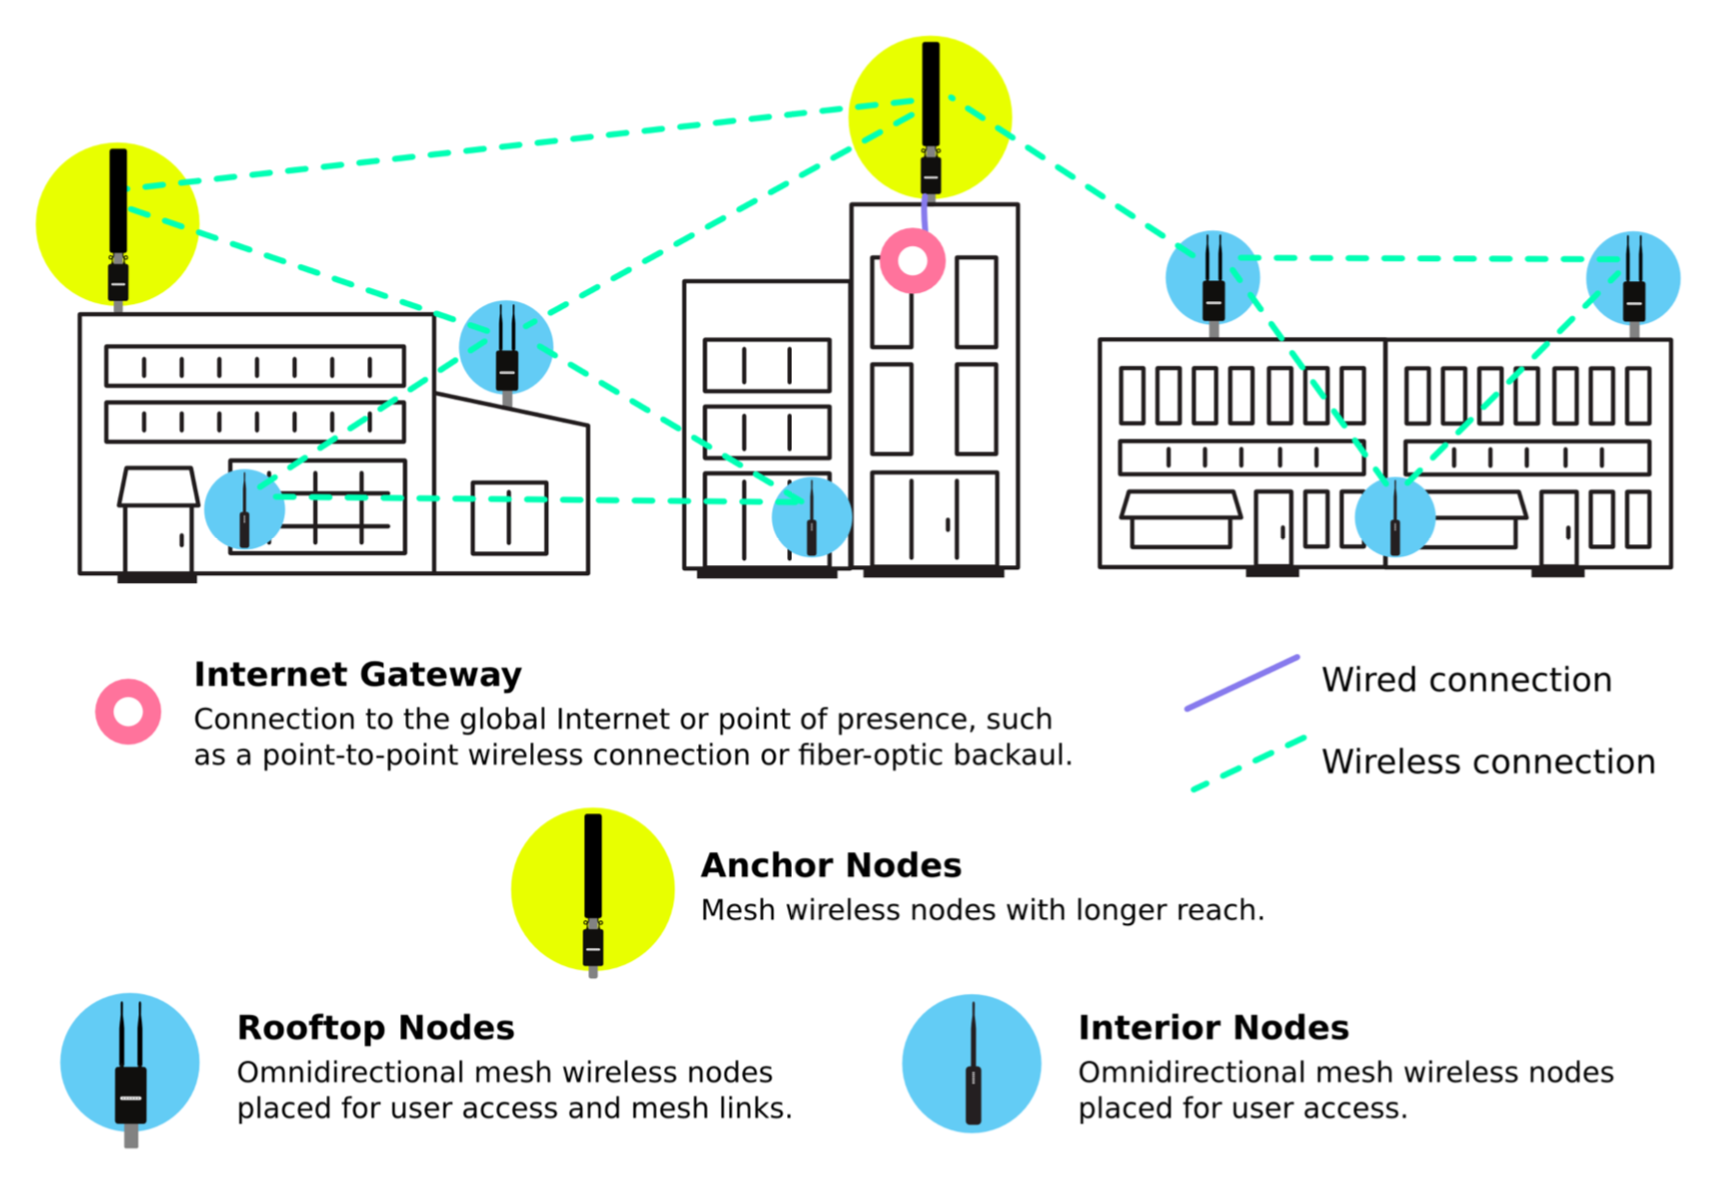 Internet Gateway
Connection to the global Internet or point of presence, such
as a point-to-point wireless connection or fiber-optic backaul.
Wired connection
Wireless connection
Anchor Nodes
Mesh wireless nodes with longer reach.
Rooftop Nodes
Omnidirectional mesh wireless nodes
placed for user access and mesh links.
Interior Nodes
Omnidirectional mesh wireless nodes
placed for user access.